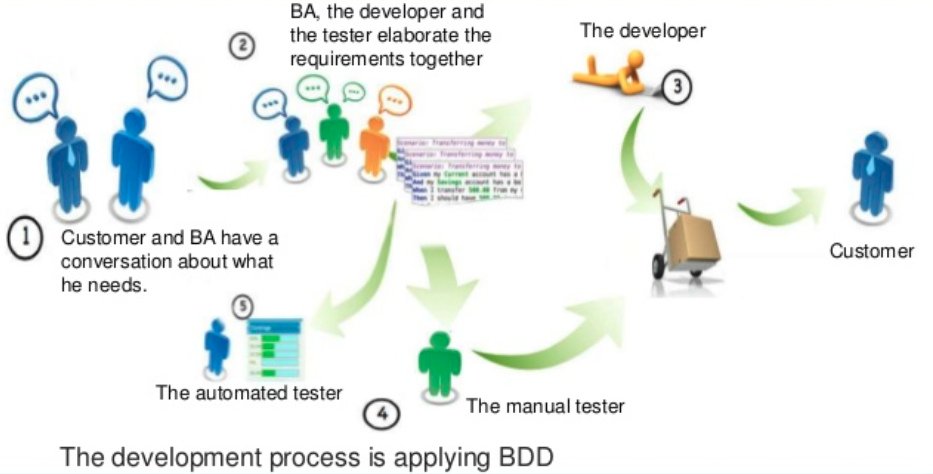 BA, the developer and
the tester elaborate the
requirements together
2
The developer
3
Scenario: Transferring money to
Scenario: Transferring money to
Scenario: Transferring money to
Given my Current account has a
And my Savings account has a
When I transfer 500.00 from my
Then I should have
1
Customer and BA have a
conversation about what
he needs.
Customer
5
The automated tester
4
The manual tester
The development process is applying BDD